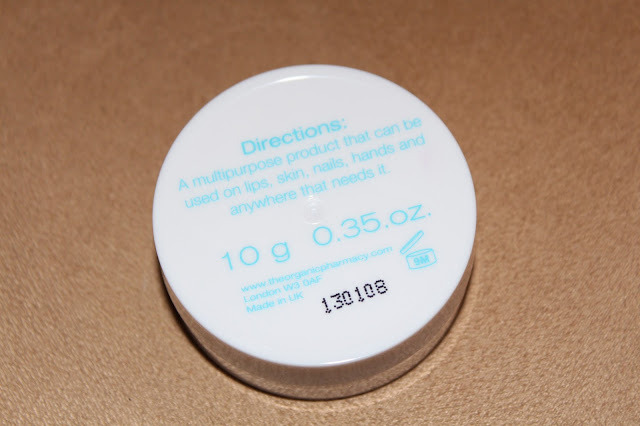 Directions:
A multipurpose product that can be
used on lips, skin, nails, hands and
anywhere that needs it.
10 g 0.35.oz.
www.theorganicpharmacy.com
London W3 0AF
Made in UK
9M
130108